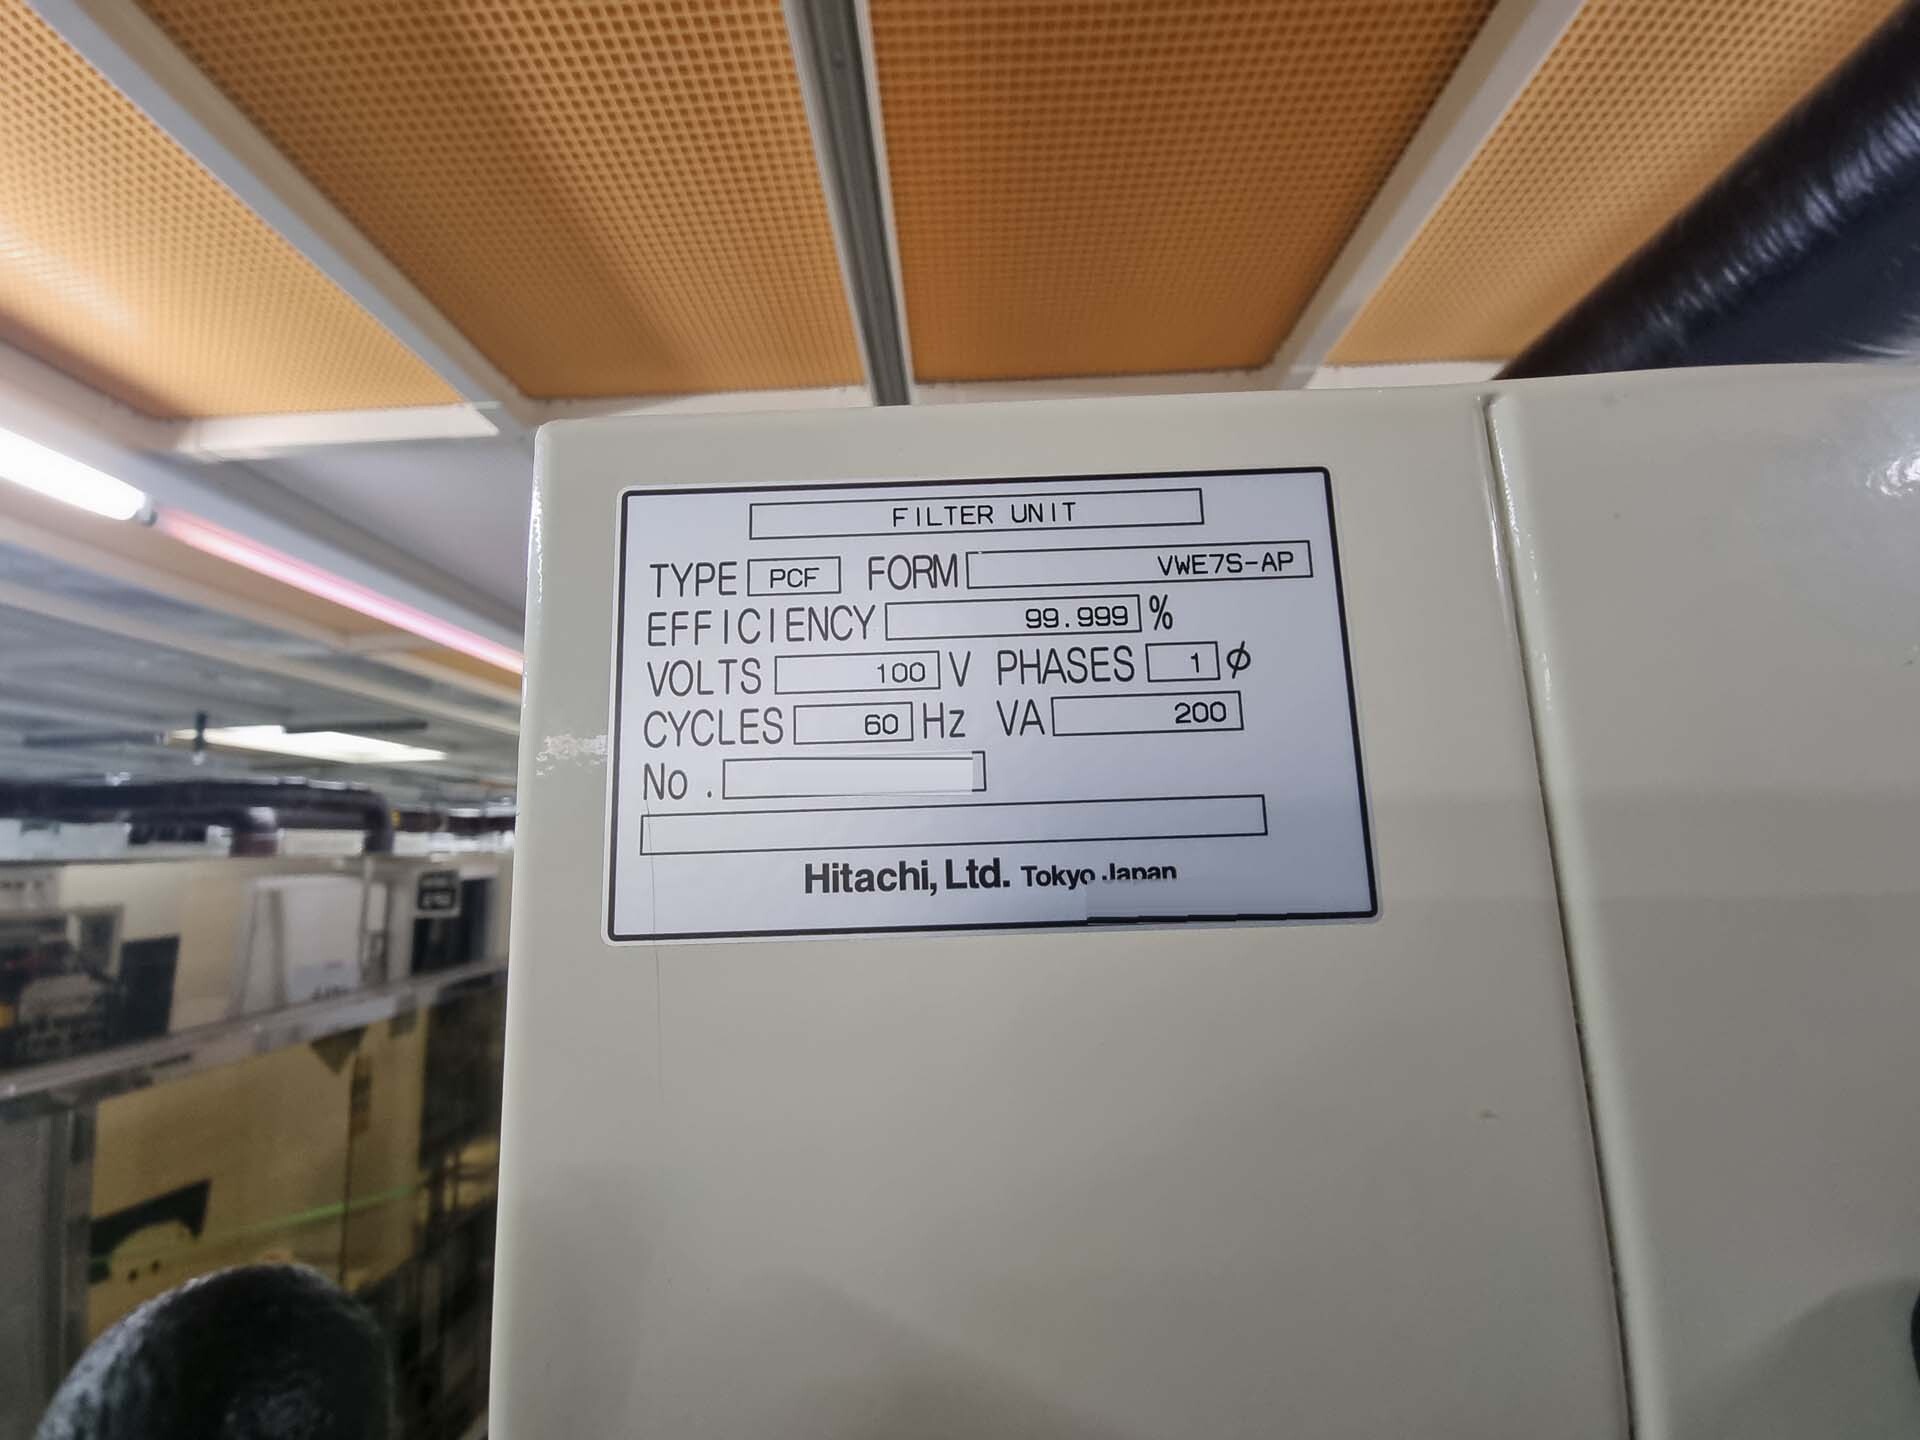 FILTER UNIT
TYPE PCF FORM VWE7S-AP
EFFICIENCY 99.999 %
VOLTS 100 V PHASES 1 ϕ
CYCLES 60 Hz VA 200
No.
Hitachi, Ltd. Tokyo Japan